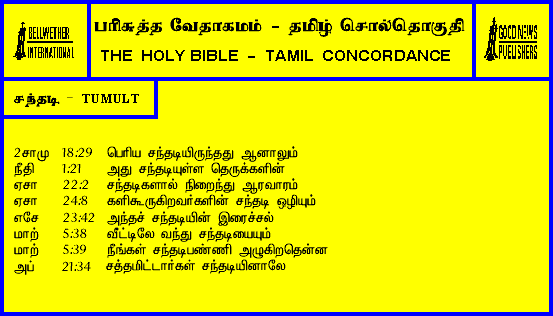 BELLWETHER
INTERNATIONAL
பரிசுத்த வேதாகமம் - தமிழ் சொல்தொகுதி
THE HOLY BIBLE - TAMIL CONCORDANCE
GOOD NEWS
PUBLISHERS
சந்தடி - TUMULT
2சாமு 18:29 பெரிய சந்தடியிருந்தது ஆனாலும்
நீதி 1:21 அது சந்தடியுள்ள தெருக்களின்
ஏசா 22:2 சந்தடிகளால் நிறைந்து ஆரவாரம்
ஏசா 24:8 களிகூருகிறவர்களின் சந்தடி ஒழியும்
எசே 23:42 அந்தச் சந்தடியின் இரைச்சல்
மாற் 5:38 வீட்டிலே வந்து சந்தடியையும்
மாற் 5:39 நீங்கள் சந்தடிபண்ணி அழுகிறதென்ன
அப் 21:34 சத்தமிட்டார்கள் சந்தடியினாலே